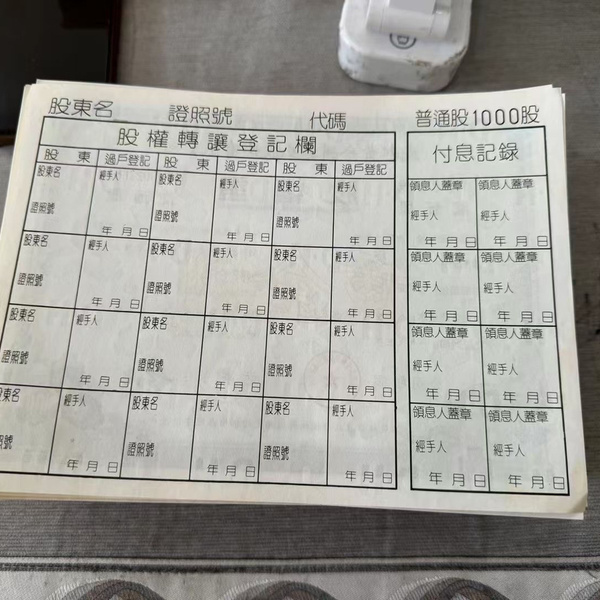 股東名 證照號 代碼 普通股1000股
股權轉讓登記欄
付息記錄
股東 過戶登記 股東 過戶登記 股東 過戶登記
股東名 經手人 股東名 經手人 股東名 經手人
證照號 證照號 證照號
年月日 年月日 年月日
股東名 經手人 股東名 經手人 股東名 經手人
證照號 證照號 證照號
年月日 年月日 年月日
股東名 經手人 股東名 經手人 股東名 經手人
證照號 證照號 證照號
年月日 年月日 年月日
股東名 經手人 股東名 經手人 股東名 經手人
證照號 證照號 證照號
年月日 年月日 年月日
領息人蓋章 領息人蓋章
經手人 經手人
年月日 年月日
領息人蓋章 領息人蓋章
經手人 經手人
年月日 年月日
領息人蓋章 領息人蓋章
經手人 經手人
年月日 年月日
領息人蓋章 領息人蓋章
經手人 經手人
年月日 年月日